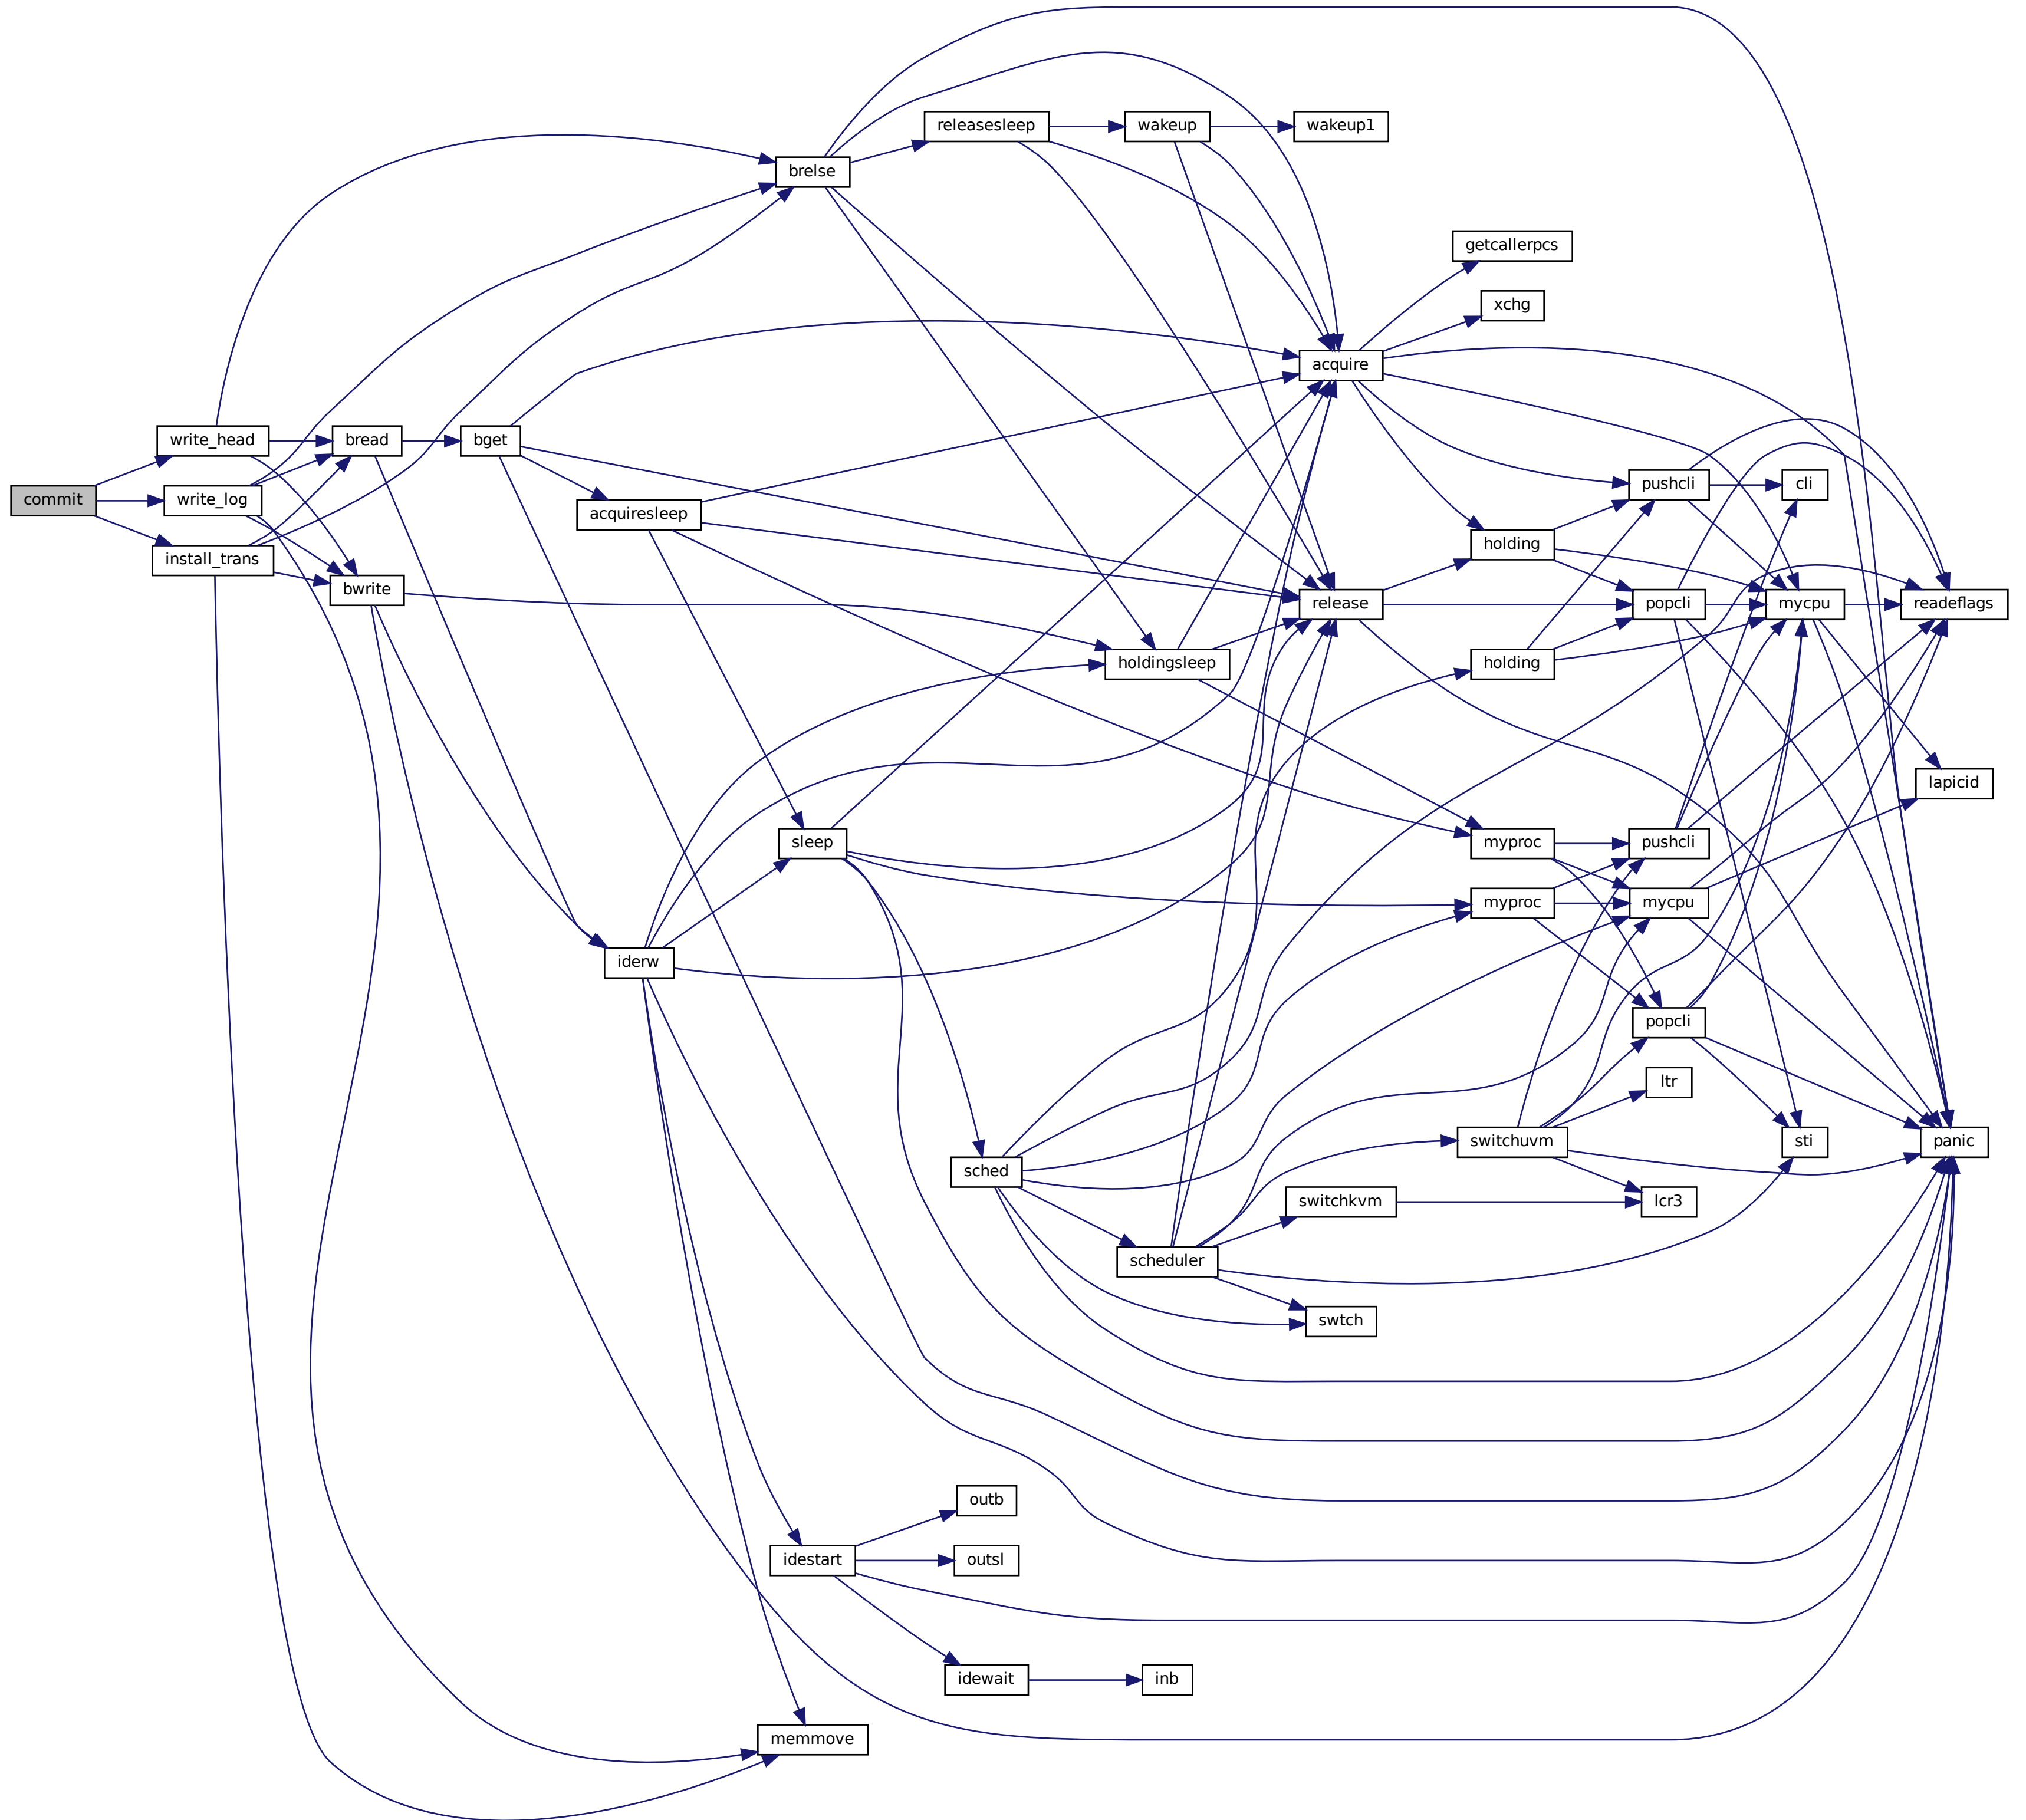 releasesleep
wakeup
wakeup1
brelse
getcallerpcs
xchg
acquire
write_head
bread
bget
pushcli
cli
commit
write_log
acquiresleep
holding
install_trans
bwrite
release
popcli
mycpu
readeflags
holdingsleep
holding
lapicid
sleep
myproc
pushcli
myproc
mycpu
iderw
popcli
ltr
switchuvm
sti
panic
sched
switchkvm
lcr3
scheduler
swtch
outb
idestart
outsl
idewait
inb
memmove